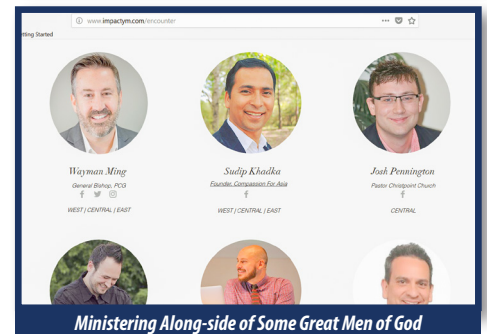 www.impactym.com/encounter
tting Started
Wayman Ming
General Bishop, PCG
WEST | CENTRAL | EAST
Sudip Khadka
Founder, Compassion For Asia
WEST | CENTRAL | EAST
Josh Pennington
Pastor Christpoint Church
CENTRAL
Ministering Along-side of Some Great Men of God